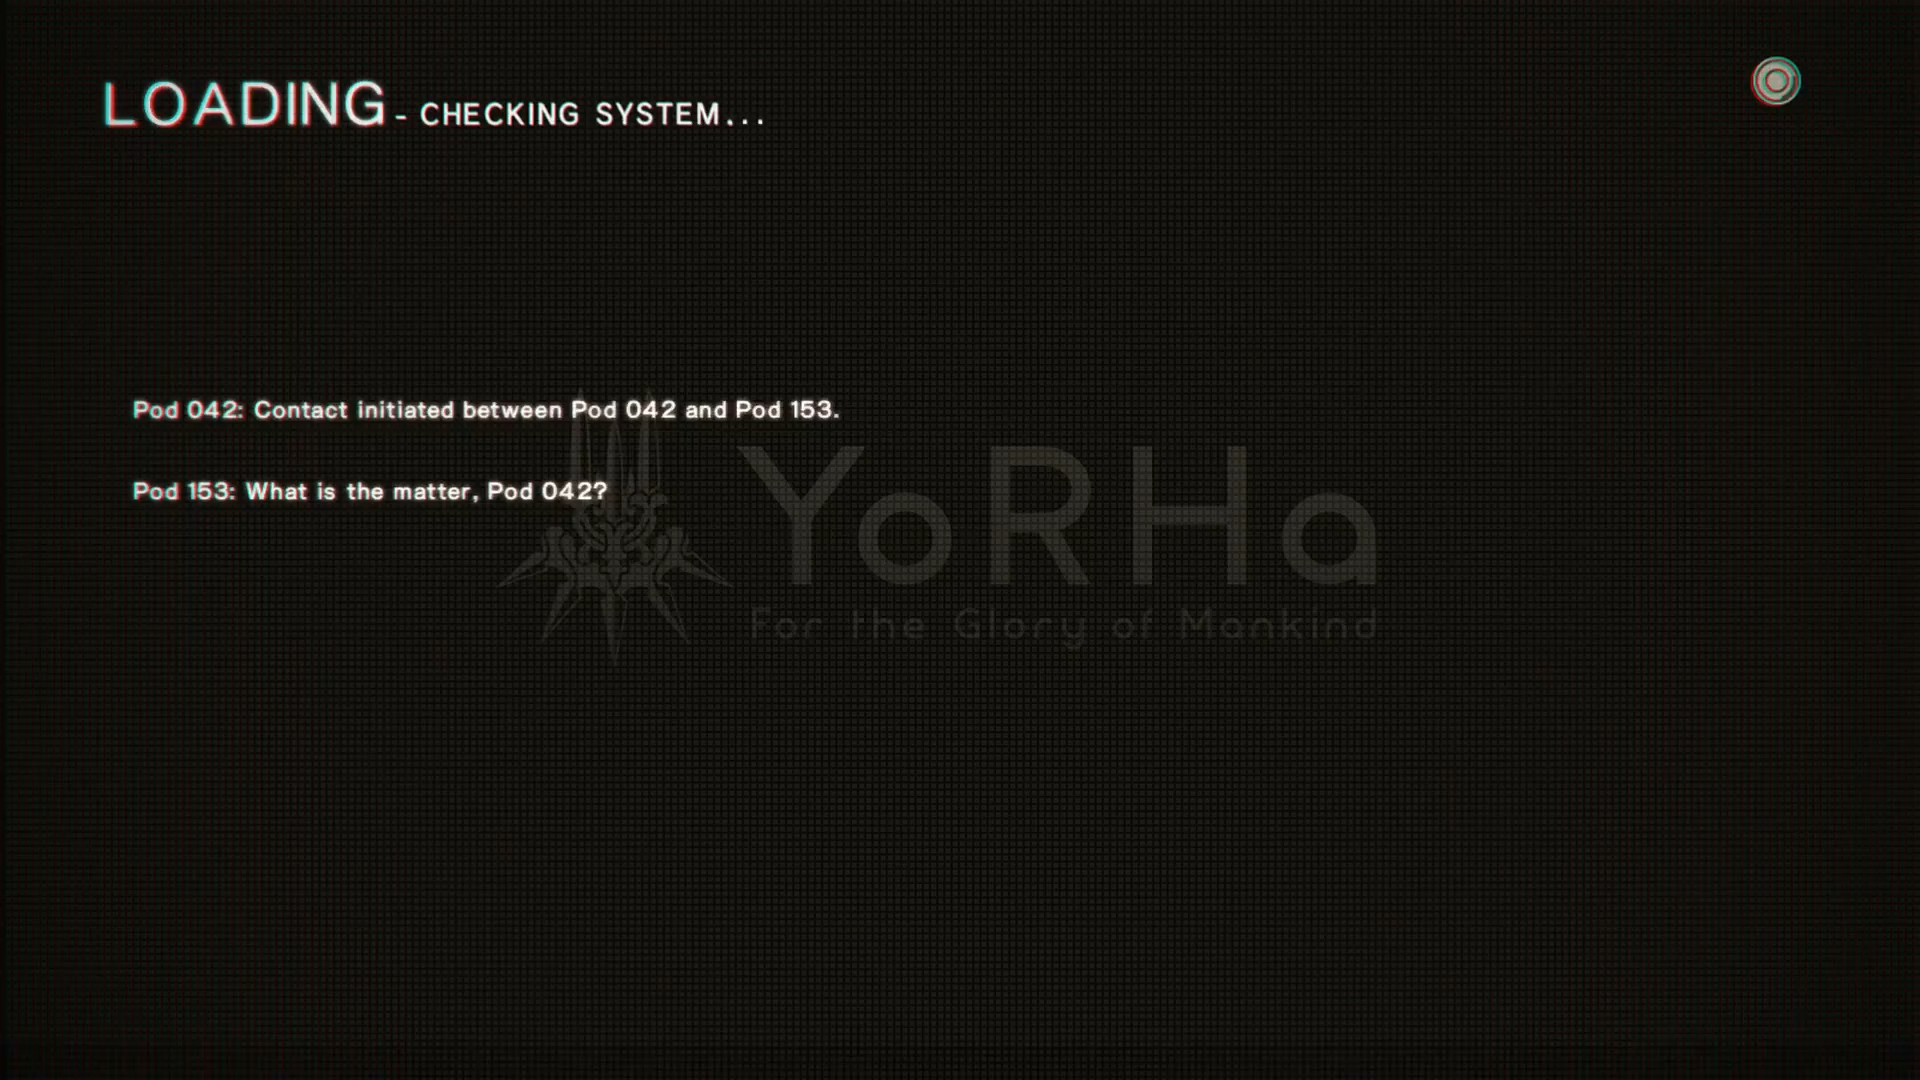 LOADING - CHECKING SYSTEM...
Pod 042: Contact initiated between Pod 042 and Pod 153.
Pod 153: What is the matter, Pod 042?
YoRHa
For the Glory of Mankind